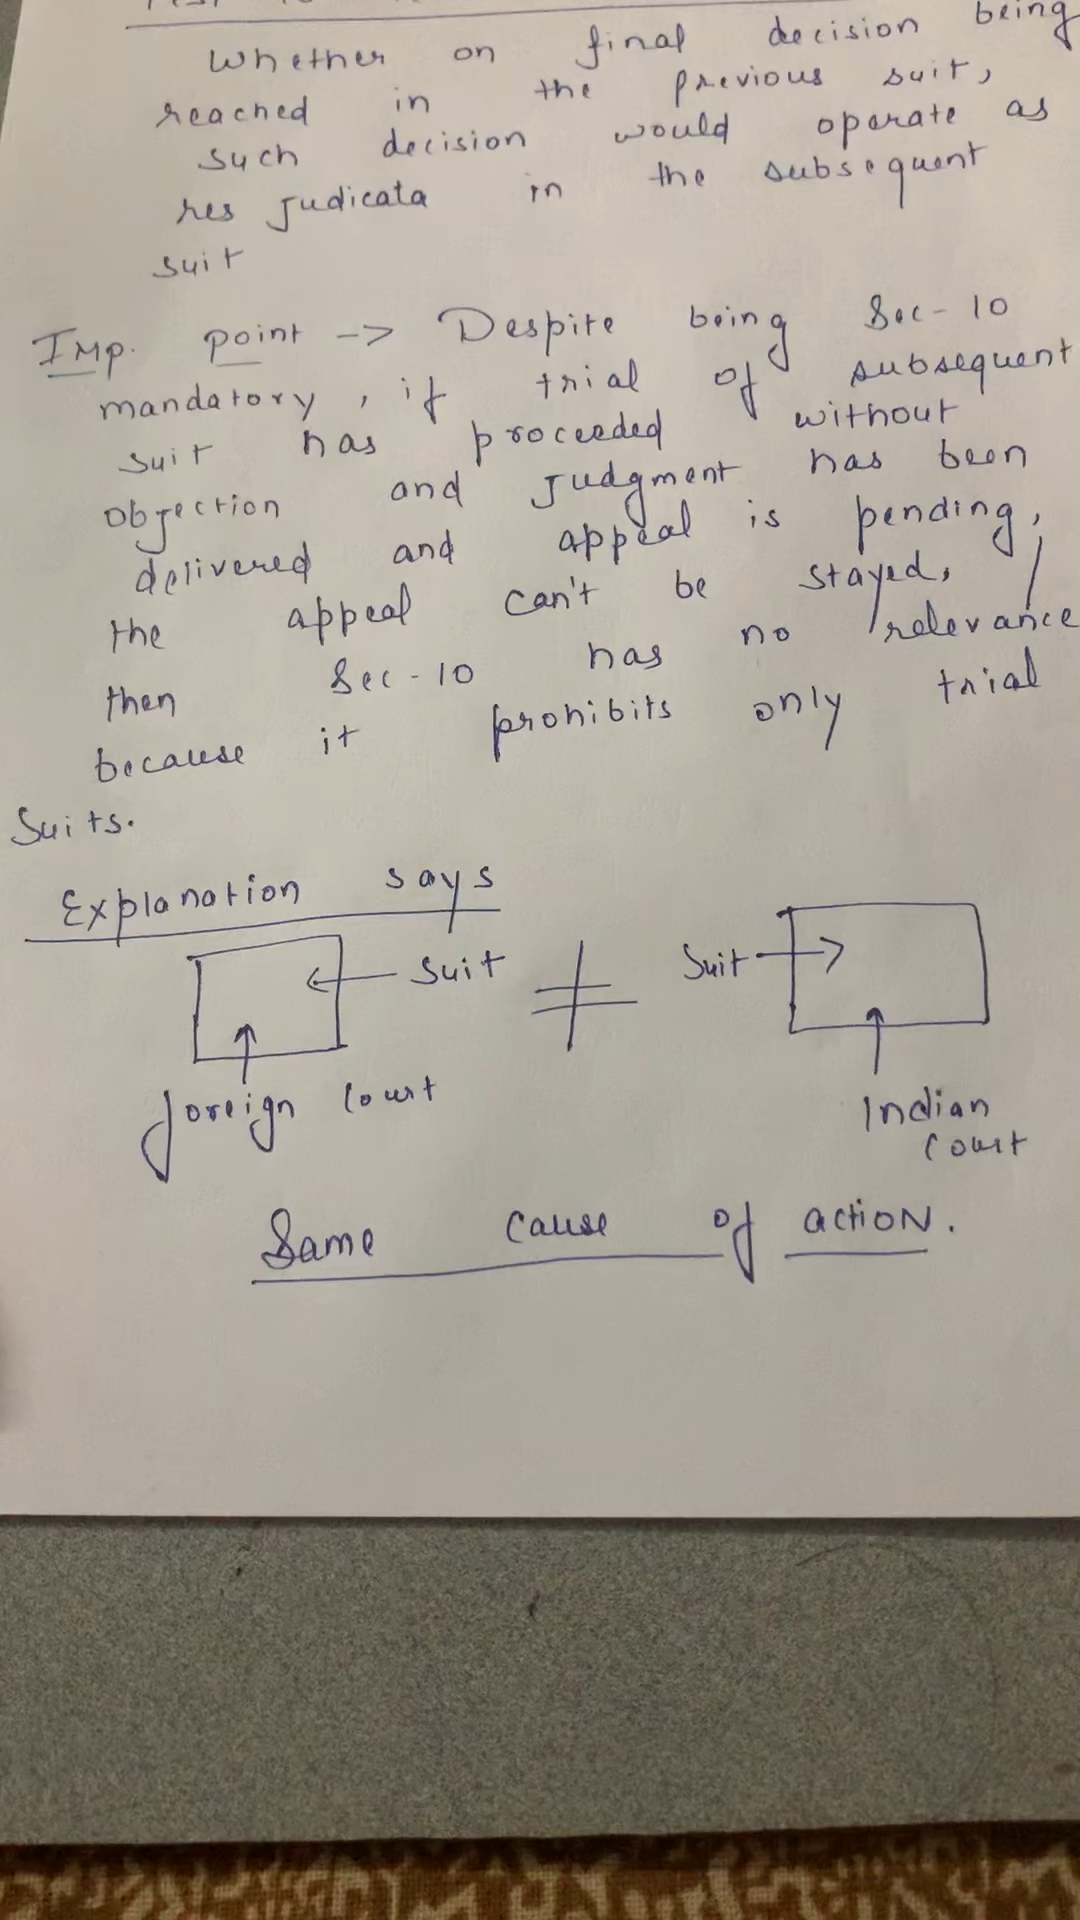 Whether on final decision being
reached in the previous suit,
such decision would operate as
res judicata in the subsequent
suit
Imp. point -> Despite being Sec-10
mandatory, if trial of subsequent
suit has proceeded without
objection and judgment has been
delivered and appeal is pending,
the appeal can't be stayed,
then Sec-10 has no relevance
because it prohibits only trial
suits.
Explanation says
suit ≠ Suit
foreign court
Indian
court
Same cause of action.